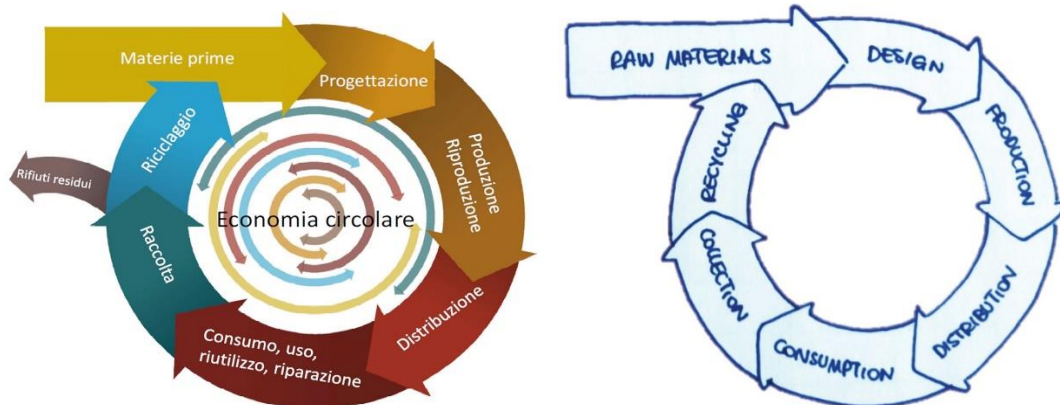 Materie prime
Progettazione
Produzione
Riproduzione
Distribuzione
Consumo, uso,
riutilizzo, riparazione
Raccolta
Riciclaggio
Rifiuti residui
Economia circolare
RAW MATERIALS
DESIGN
PRODUCTION
DISTRIBUTION
CONSUMPTION
COLLECTION
RECYCLING